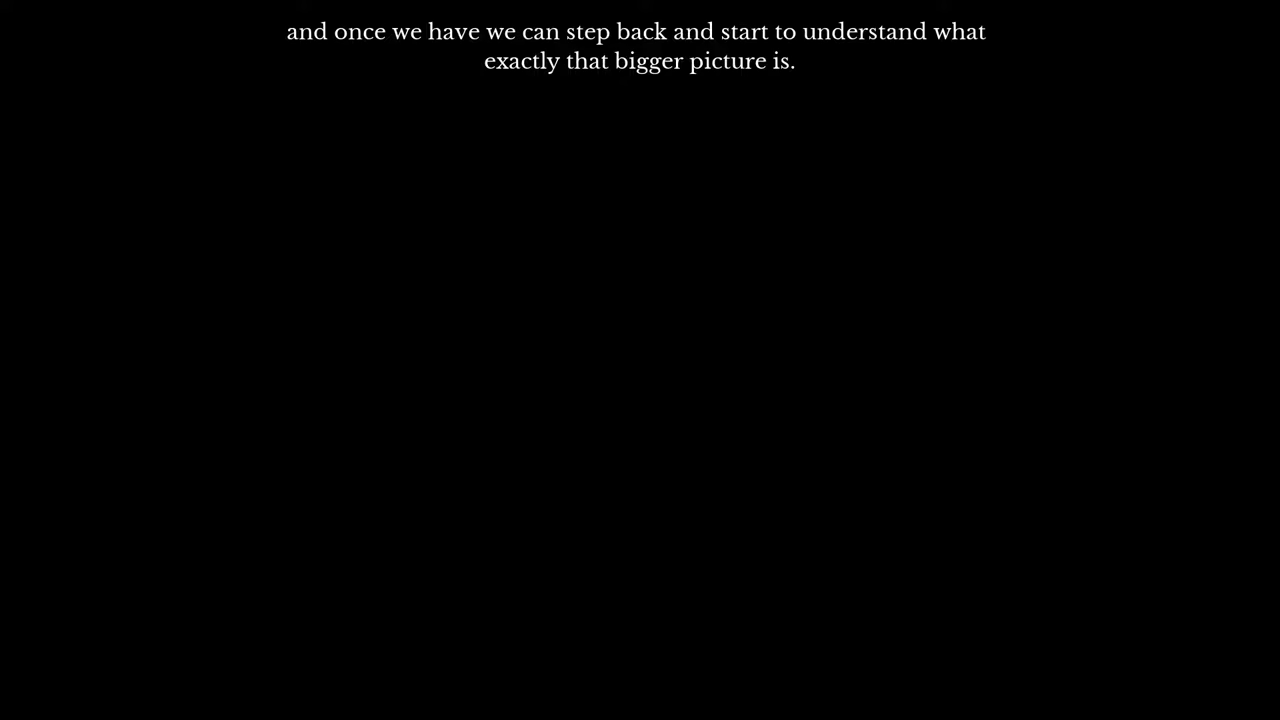 and once we have we can step back and start to understand what
exactly that bigger picture is.